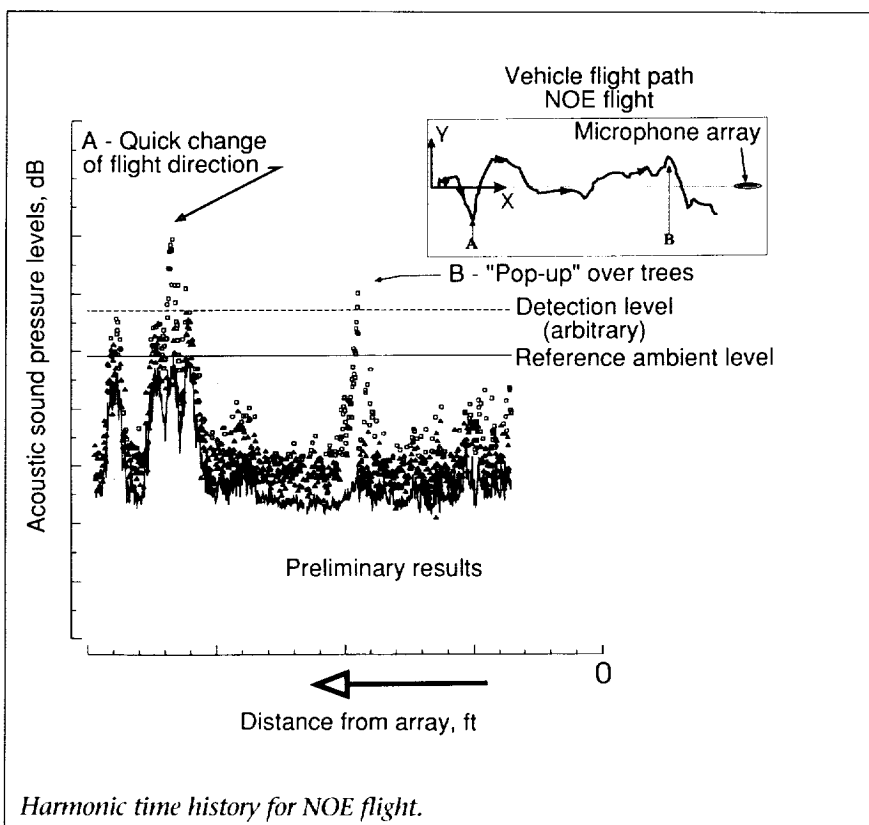 Vehicle flight path
NOE flight
Y
Microphone array
X
A
B
A - Quick change
of flight direction
B - "Pop-up" over trees
Detection level
(arbitrary)
Reference ambient level
Acoustic sound pressure levels, dB
Preliminary results
0
Distance from array, ft
Harmonic time history for NOE flight.